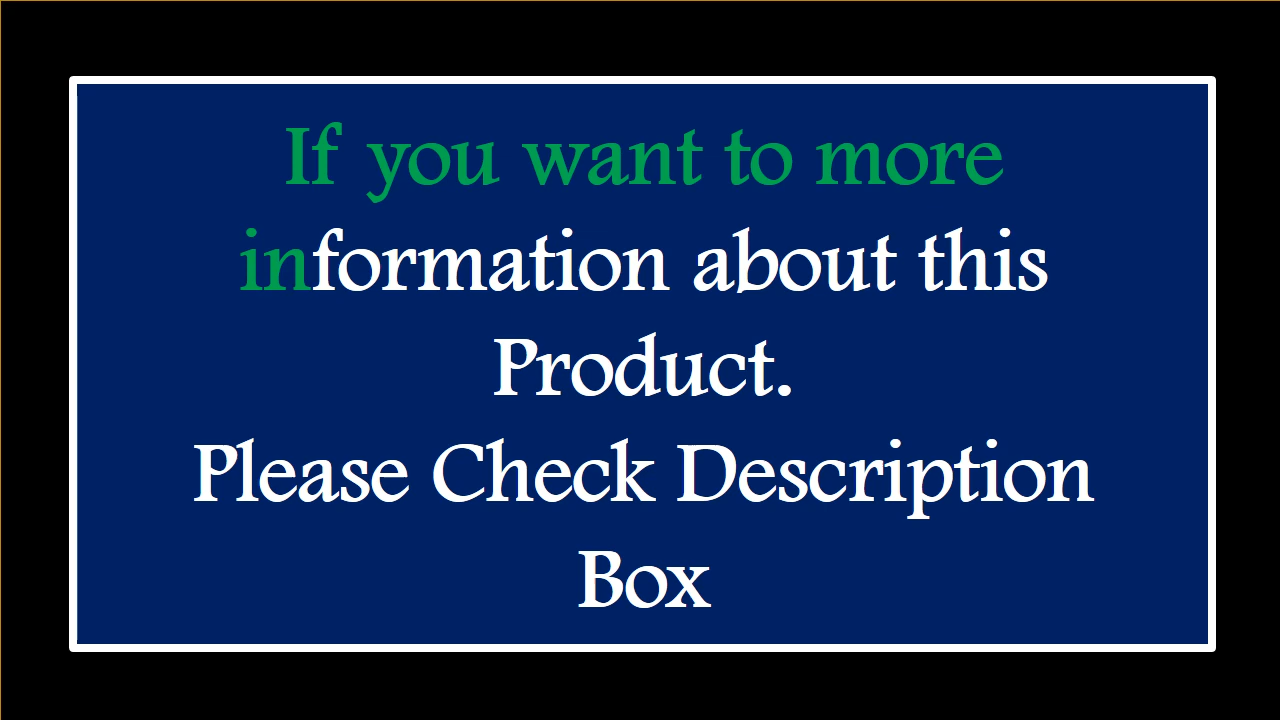 If you want to more
information about this
Product.
Please Check Description
Box